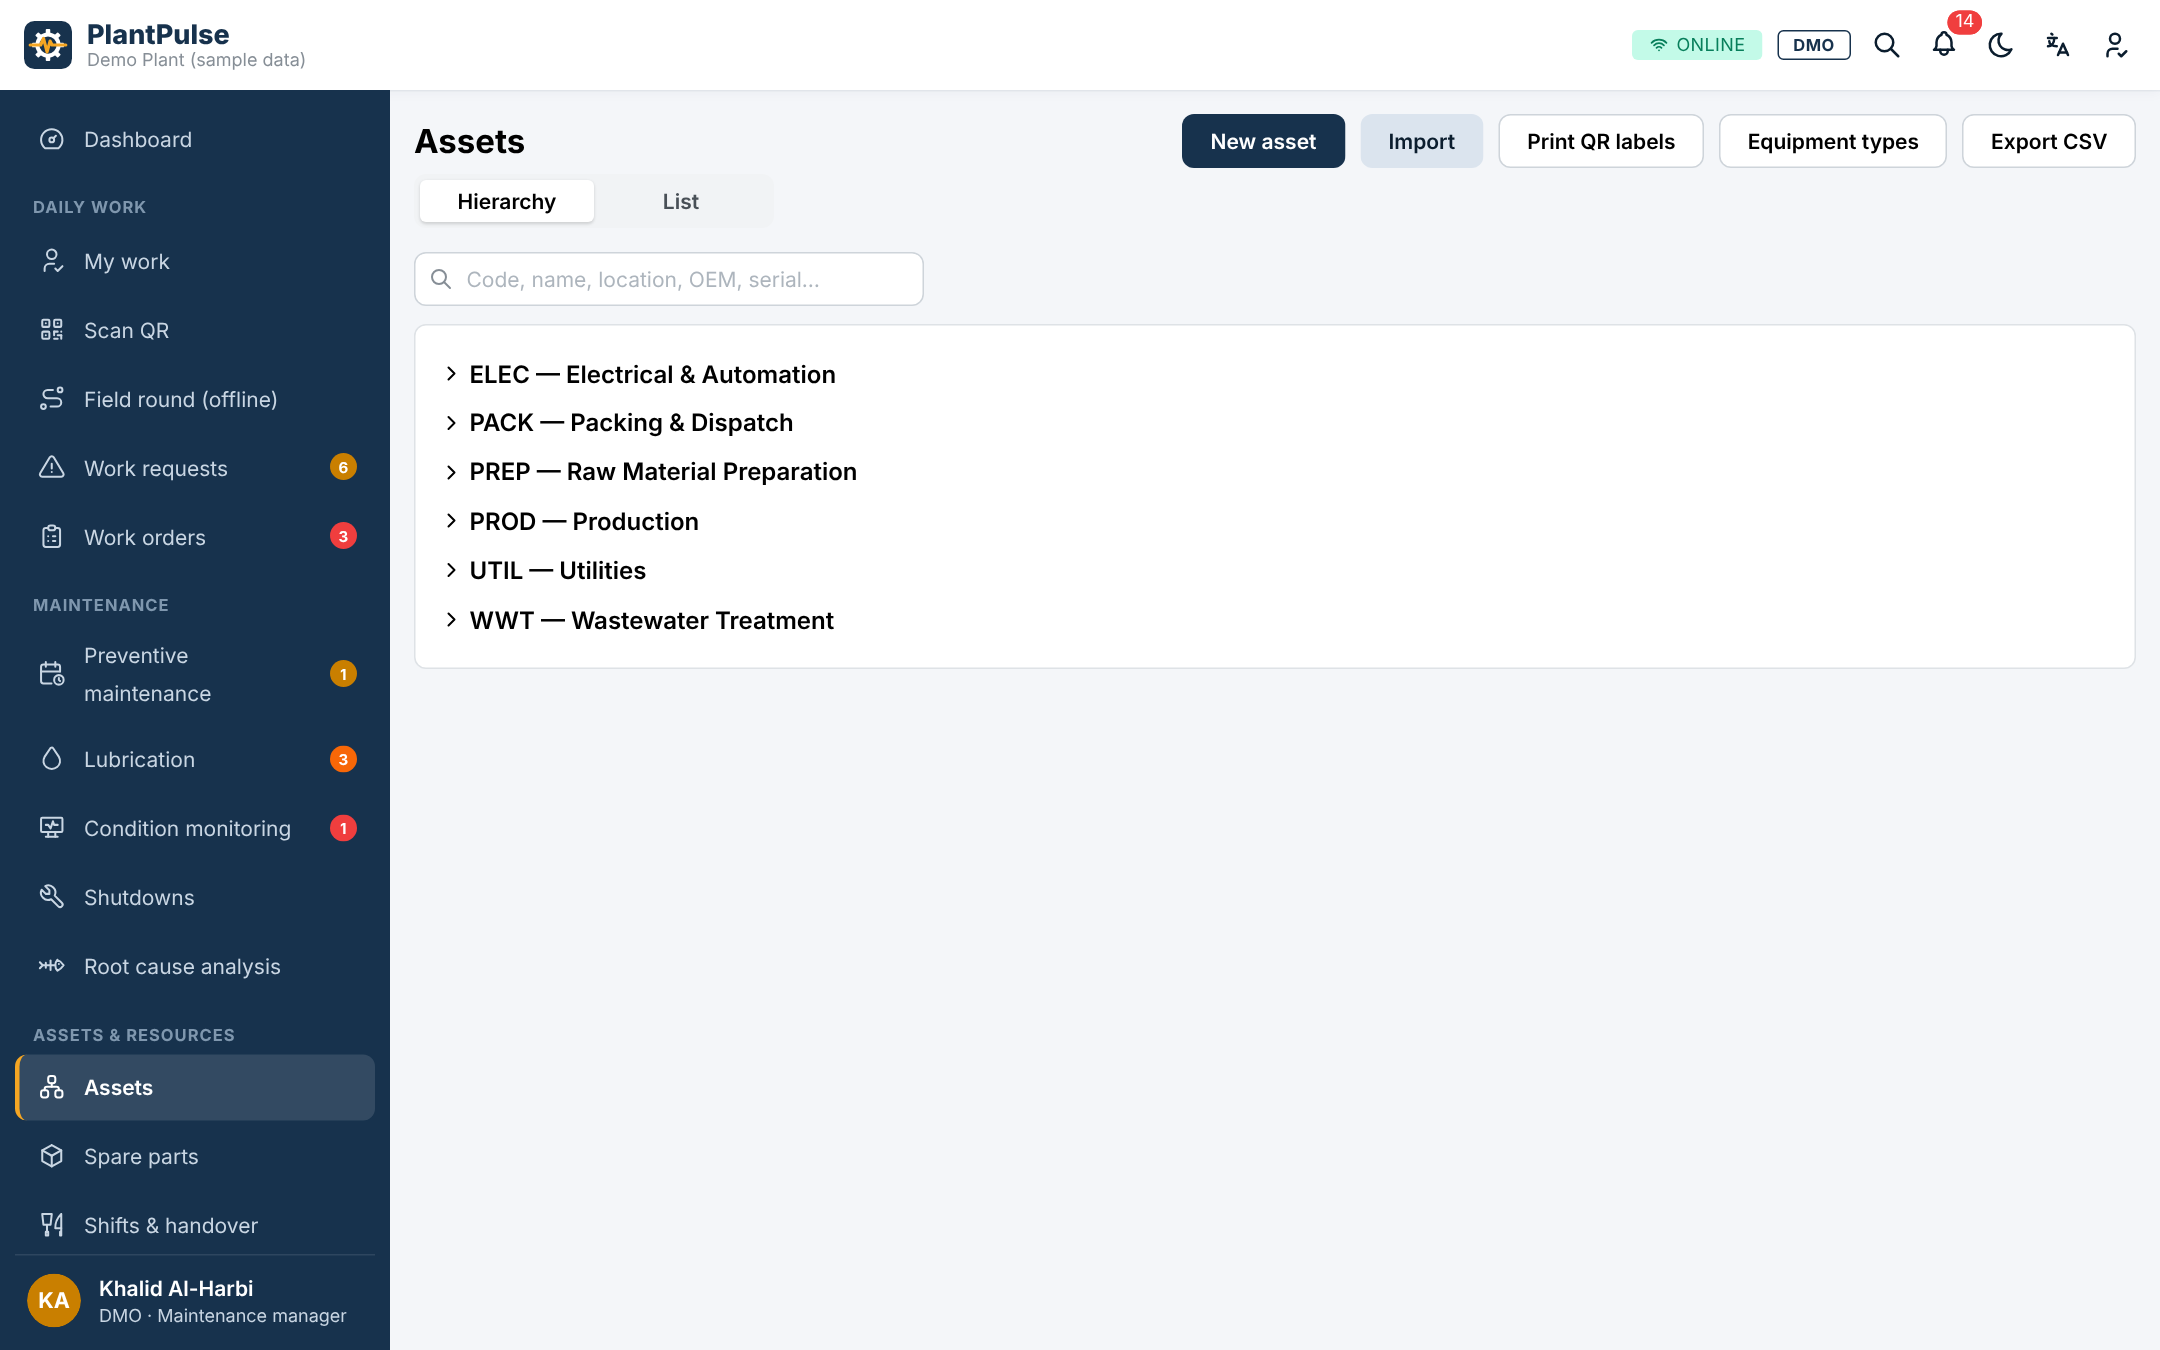 PlantPulse
Demo Plant (sample data)
ONLINE
DMO
14
Dashboard
DAILY WORK
My work
Scan QR
Field round (offline)
Work requests 6
Work orders 3
MAINTENANCE
Preventive
maintenance 1
Lubrication 3
Condition monitoring 1
Shutdowns
Root cause analysis
ASSETS & RESOURCES
Assets
Spare parts
Shifts & handover
KA
Khalid Al-Harbi
DMO · Maintenance manager
Assets
New asset
Import
Print QR labels
Equipment types
Export CSV
Hierarchy
List
Code, name, location, OEM, serial...
ELEC — Electrical & Automation
PACK — Packing & Dispatch
PREP — Raw Material Preparation
PROD — Production
UTIL — Utilities
WWT — Wastewater Treatment